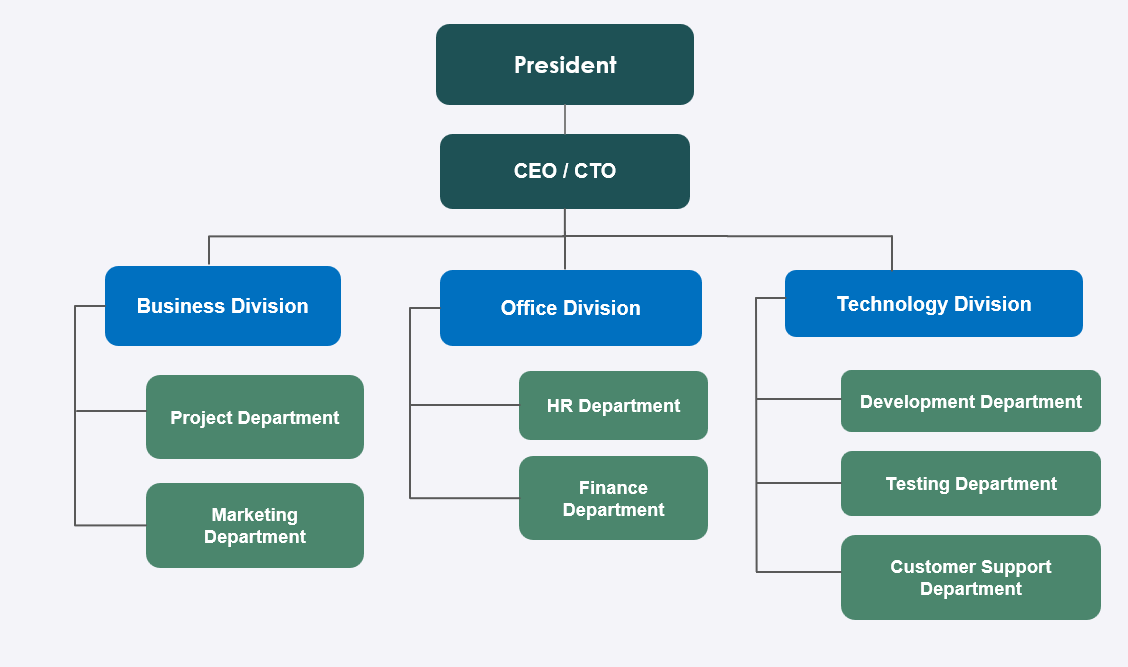 President
CEO / CTO
Business Division
Office Division
Technology Division
Project Department
Marketing
Department
HR Department
Finance
Department
Development Department
Testing Department
Customer Support
Department